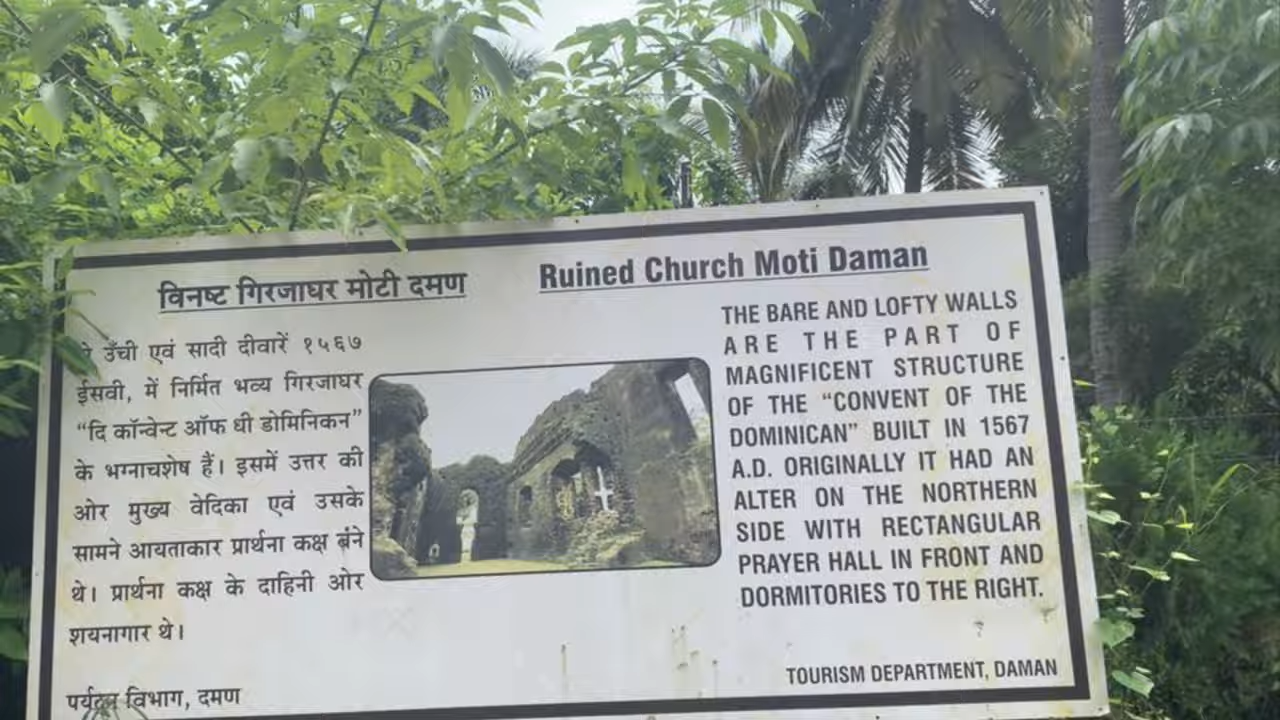 विनष्ट गिरजाघर मोटी दमण
उँची एवं सादी दीवारें १५६७
ईसवी, में निर्मित भव्य गिरजाघर
“दि कॉन्वेन्ट ऑफ धी डोमिनिकन”
के भग्नाचशेष हैं। इसमें उत्तर की
ओर मुख्य वेदिका एवं उसके
सामने आयताकार प्रार्थना कक्ष बंने
थे। प्रार्थना कक्ष के दाहिनी ओर
शयनागार थे।
पर्यटन विभाग, दमण
Ruined Church Moti Daman
THE BARE AND LOFTY WALLS
ARE THE PART OF
MAGNIFICENT STRUCTURE
OF THE “CONVENT OF THE
DOMINICAN” BUILT IN 1567
A.D. ORIGINALLY IT HAD AN
ALTER ON THE NORTHERN
SIDE WITH RECTANGULAR
PRAYER HALL IN FRONT AND
DORMITORIES TO THE RIGHT.
TOURISM DEPARTMENT, DAMAN